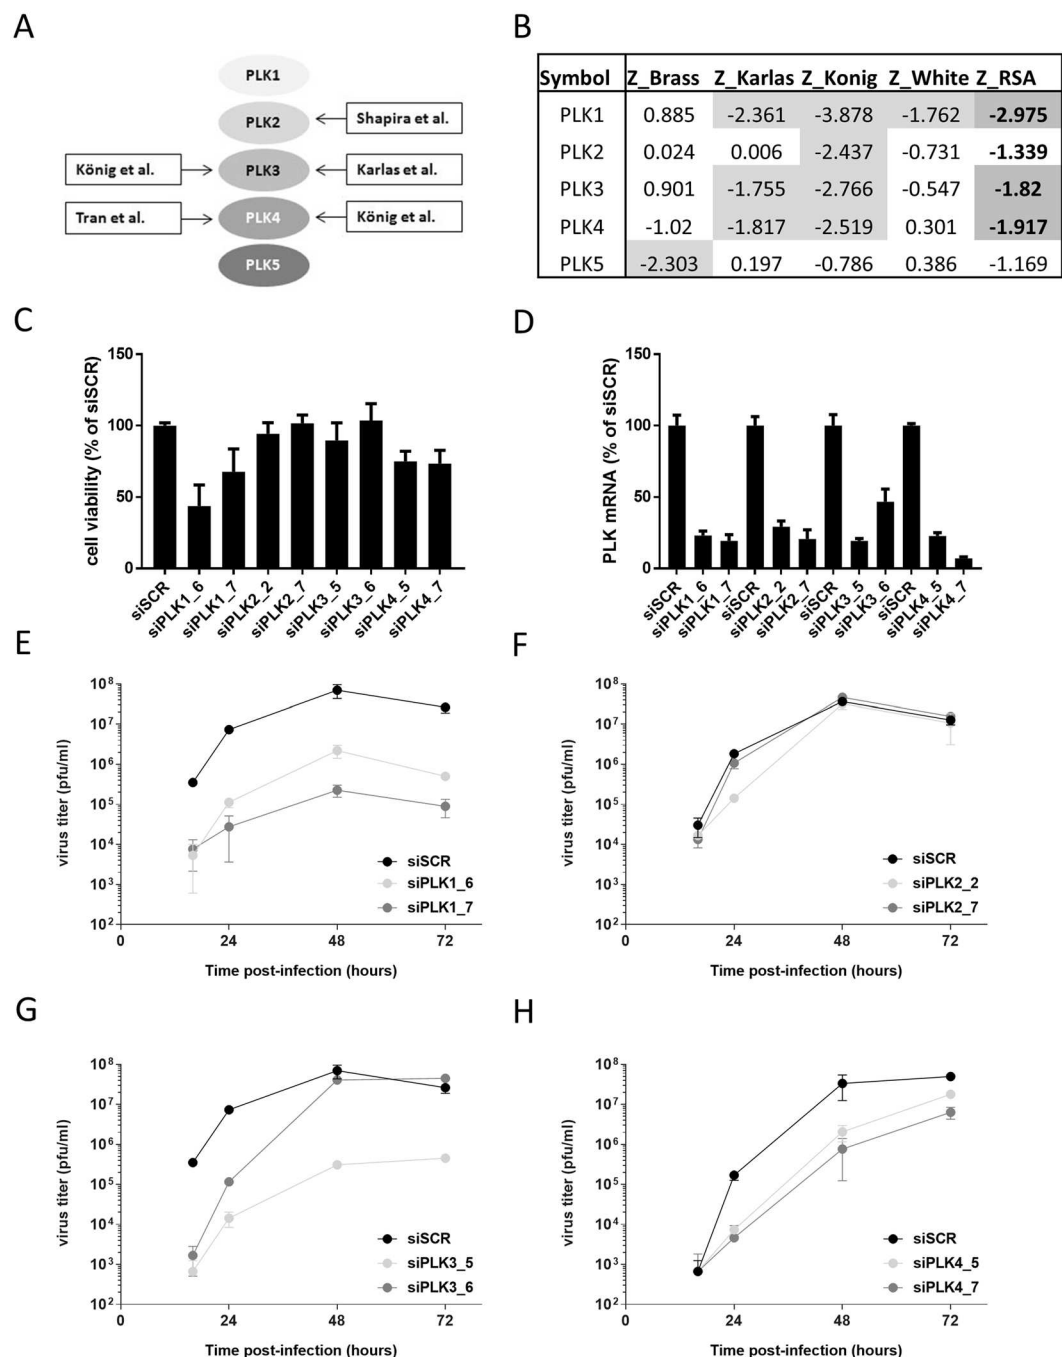 A
PLK1
PLK2
Shapira et al.
König et al.
PLK3
Karlas et al.
Tran et al.
PLK4
König et al.
PLK5
B
Symbol Z_Brass Z_Karlas Z_Konig Z_White Z_RSA
PLK1 0.885 -2.361 -3.878 -1.762 -2.975
PLK2 0.024 0.006 -2.437 -0.731 -1.339
PLK3 0.901 -1.755 -2.766 -0.547 -1.82
PLK4 -1.02 -1.817 -2.519 0.301 -1.917
PLK5 -2.303 0.197 -0.786 0.386 -1.169
C
cell viability (% of siSCR)
150
100
50
0
siSCR
siPLK1_6
siPLK1_7
siPLK2_2
siPLK2_7
siPLK3_5
siPLK3_6
siPLK4_5
siPLK4_7
D
PLK mRNA (% of siSCR)
150
100
50
0
siSCR
siPLK1_6
siPLK1_7
siSCR
siPLK2_2
siPLK2_7
siSCR
siPLK3_5
siPLK3_6
siSCR
siPLK4_5
siPLK4_7
E
virus titer (pfu/ml)
10⁸
10⁷
10⁶
10⁵
10⁴
10³
10²
siSCR
siPLK1_6
siPLK1_7
0 24 48 72
Time post-infection (hours)
F
virus titer (pfu/ml)
10⁸
10⁷
10⁶
10⁵
10⁴
10³
10²
siSCR
siPLK2_2
siPLK2_7
0 24 48 72
Time post-infection (hours)
G
virus titer (pfu/ml)
10⁸
10⁷
10⁶
10⁵
10⁴
10³
10²
siSCR
siPLK3_5
siPLK3_6
0 24 48 72
Time post-infection (hours)
H
virus titer (pfu/ml)
10⁸
10⁷
10⁶
10⁵
10⁴
10³
10²
siSCR
siPLK4_5
siPLK4_7
0 24 48 72
Time post-infection (hours)